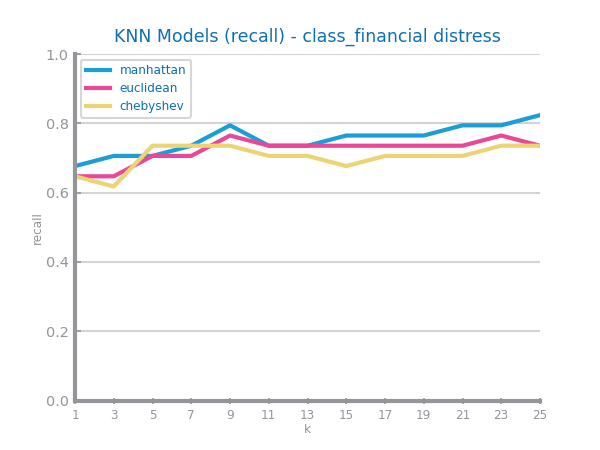 KNN Models (recall) - class_financial distress
1.0
0.8
0.6
0.4
0.2
0.0
recall
manhattan
euclidean
chebyshev
1 3 5 7 9 11 13 15 17 19 21 23 25
k